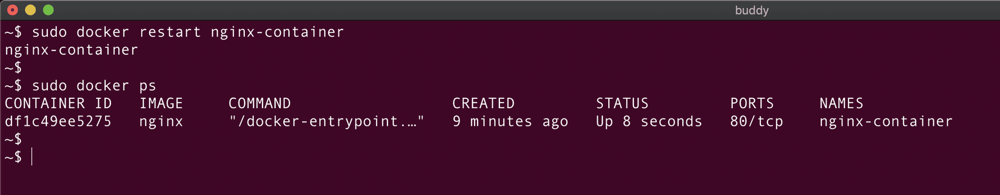 buddy
~$ sudo docker restart nginx-container
nginx-container
~$
~$ sudo docker ps
CONTAINER ID   IMAGE     COMMAND                  CREATED         STATUS         PORTS     NAMES
df1c49ee5275   nginx     "/docker-entrypoint.…"   9 minutes ago   Up 8 seconds   80/tcp    nginx-container
~$
~$